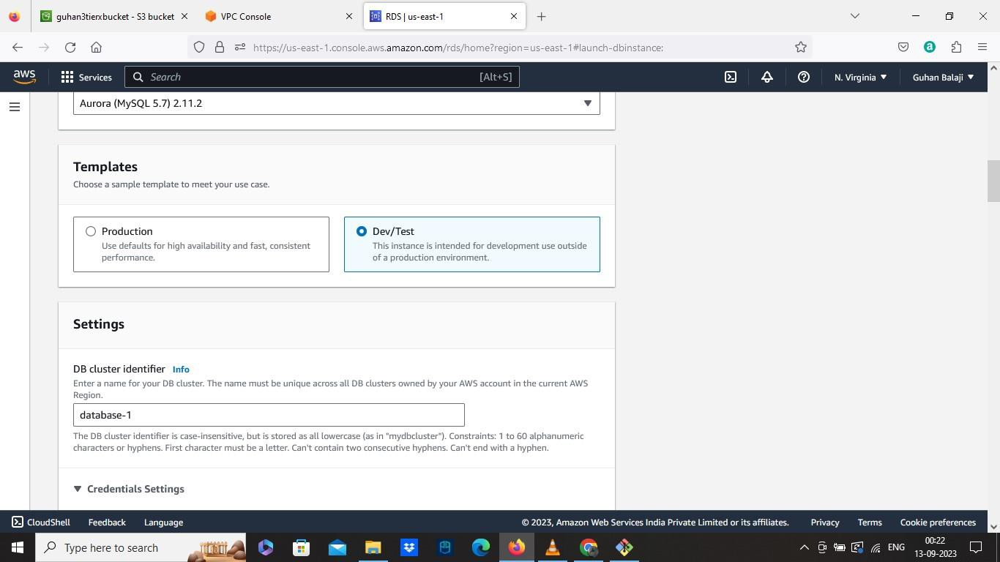 guhan3tierxbucket - S3 bucket
VPC Console
RDS | us-east-1
https://us-east-1.console.aws.amazon.com/rds/home?region=us-east-1#launch-dbinstance:
aws
Services
Search
[Alt+S]
N. Virginia
Guhan Balaji
Aurora (MySQL 5.7) 2.11.2
Templates
Choose a sample template to meet your use case.
Production
Use defaults for high availability and fast, consistent
performance.
Dev/Test
This instance is intended for development use outside
of a production environment.
Settings
DB cluster identifier Info
Enter a name for your DB cluster. The name must be unique across all DB clusters owned by your AWS account in the current AWS
Region.
database-1
The DB cluster identifier is case-insensitive, but is stored as all lowercase (as in "mydbcluster"). Constraints: 1 to 60 alphanumeric
characters or hyphens. First character must be a letter. Can't contain two consecutive hyphens. Can't end with a hyphen.
Credentials Settings
CloudShell
Feedback
Language
© 2023, Amazon Web Services India Private Limited or its affiliates.
Privacy
Terms
Cookie preferences
Type here to search
ENG
00:22
13-09-2023